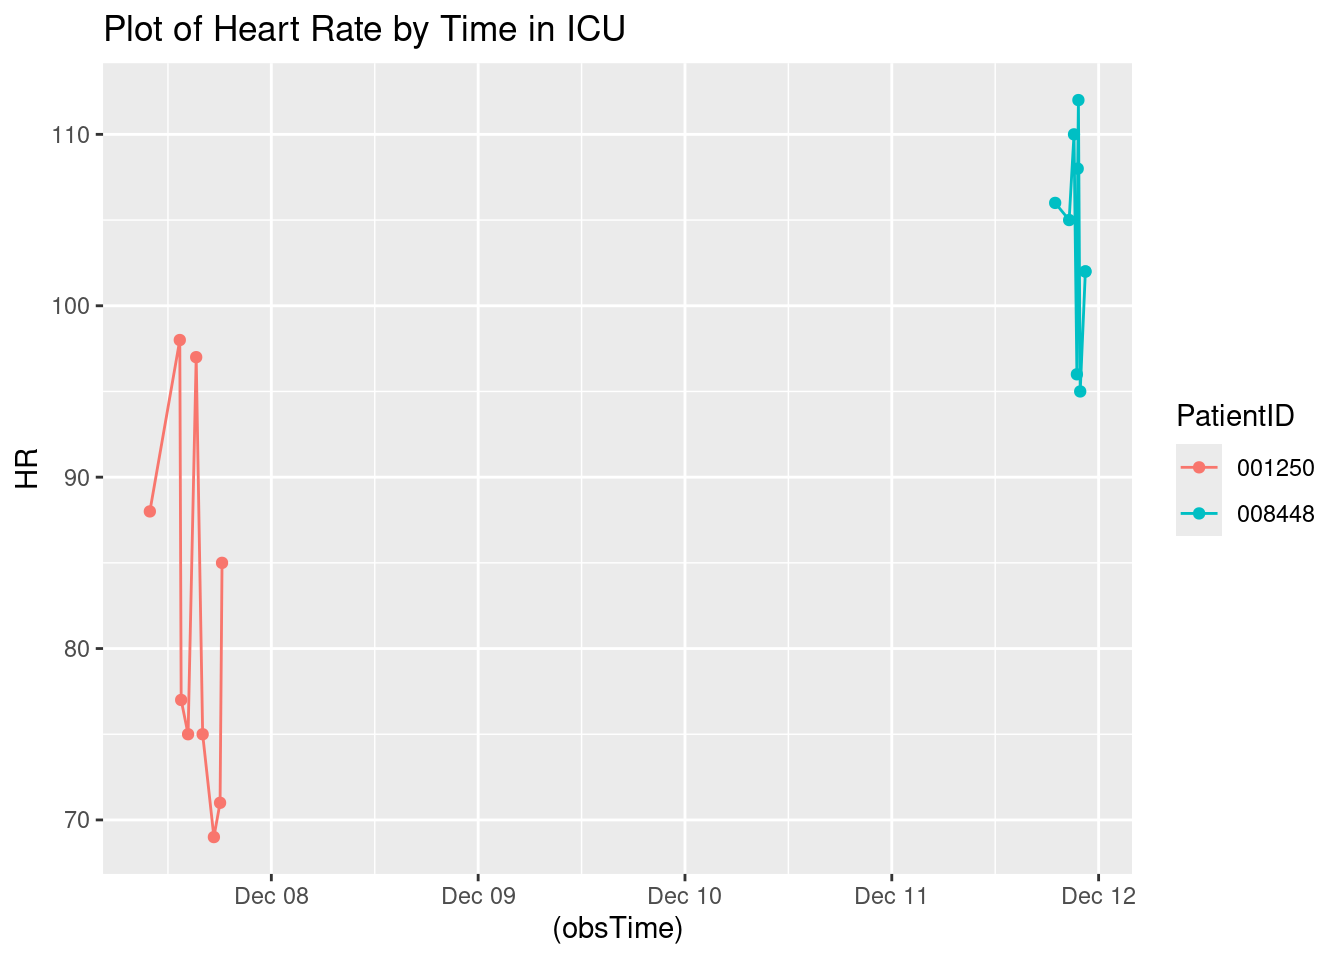 Plot of Heart Rate by Time in ICU
110
100
90
80
70
HR
Dec 08
Dec 09
Dec 10
Dec 11
Dec 12
(obsTime)
PatientID
001250
008448